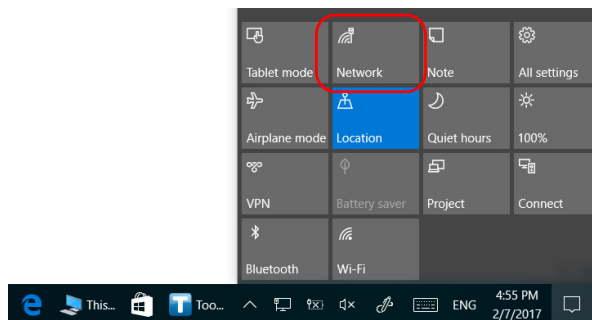 Tablet mode Network Note All settings
Airplane mode Location Quiet hours 100%
VPN Battery saver Project Connect
Bluetooth Wi-Fi
4:55 PM
This... T Too... ENG
2/7/2017